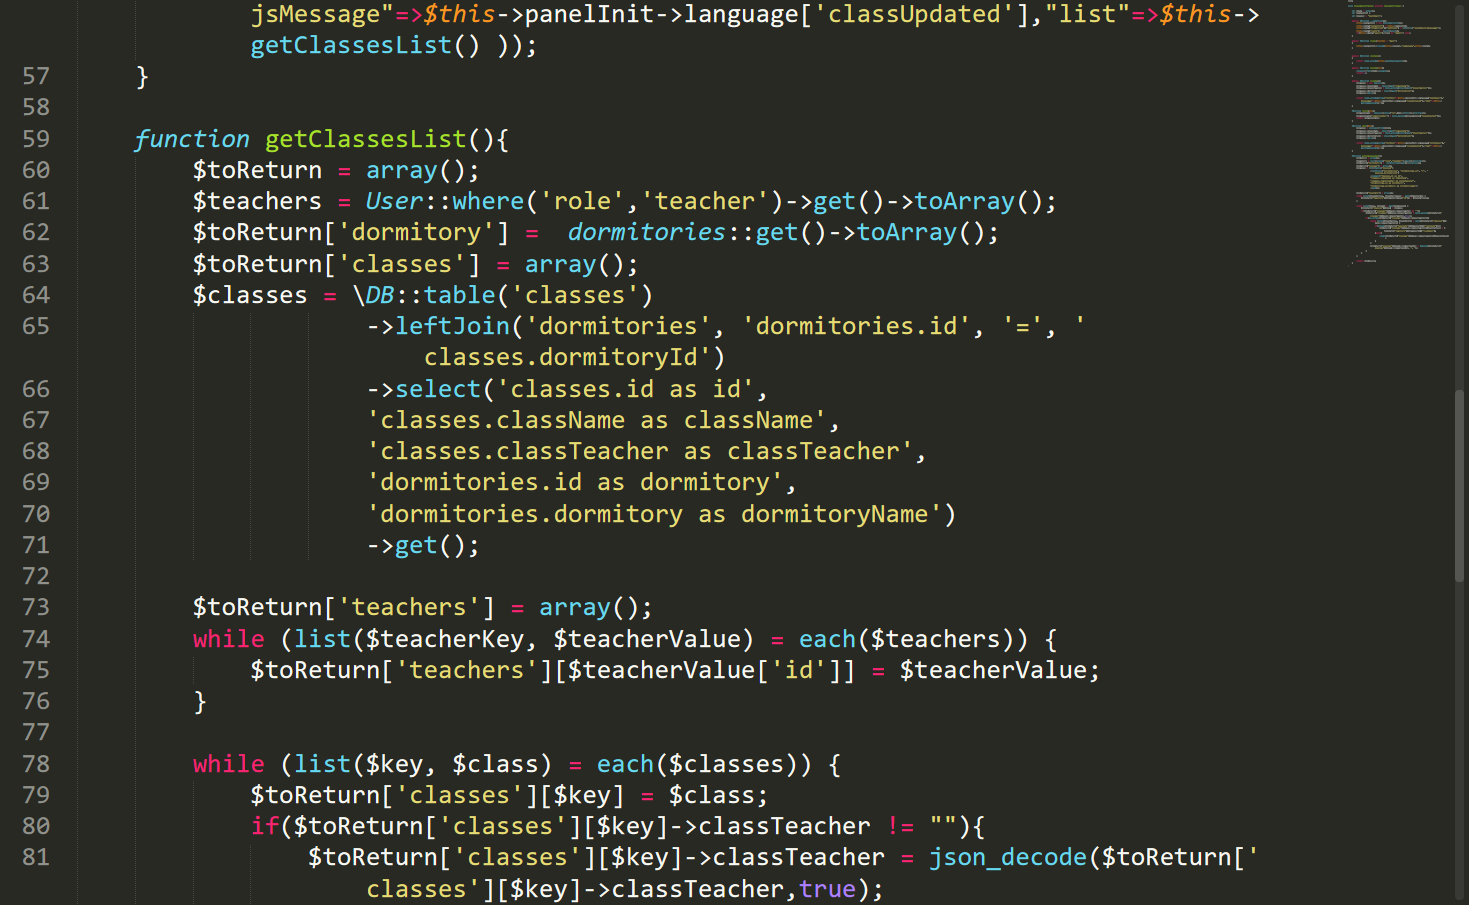 jsMessage"=>$this->panelInit->language['classUpdated'],"list"=>$this->
getClassesList() ));
57 }
58
59 function getClassesList(){
60 $toReturn = array();
61 $teachers = User::where('role','teacher')->get()->toArray();
62 $toReturn['dormitory'] =  dormitories::get()->toArray();
63 $toReturn['classes'] = array();
64 $classes = \DB::table('classes')
65 ->leftJoin('dormitories', 'dormitories.id', '=', '
classes.dormitoryId')
66 ->select('classes.id as id',
67 'classes.className as className',
68 'classes.classTeacher as classTeacher',
69 'dormitories.id as dormitory',
70 'dormitories.dormitory as dormitoryName')
71 ->get();
72
73 $toReturn['teachers'] = array();
74 while (list($teacherKey, $teacherValue) = each($teachers)) {
75 $toReturn['teachers'][$teacherValue['id']] = $teacherValue;
76 }
77
78 while (list($key, $class) = each($classes)) {
79 $toReturn['classes'][$key] = $class;
80 if($toReturn['classes'][$key]->classTeacher != ""){
81 $toReturn['classes'][$key]->classTeacher = json_decode($toReturn['
classes'][$key]->classTeacher,true);